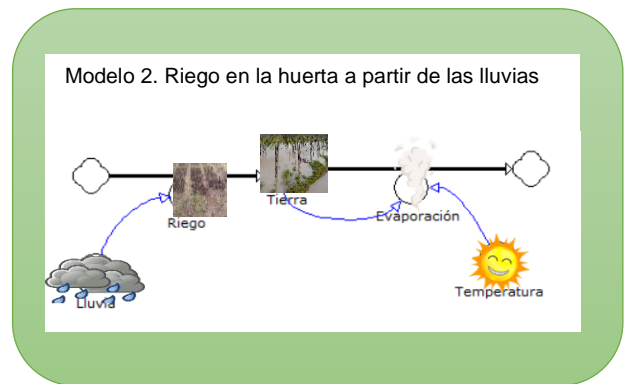 Modelo 2. Riego en la huerta a partir de las lluvias
Tierra
Riego
Evaporación
Lluvia
Temperatura